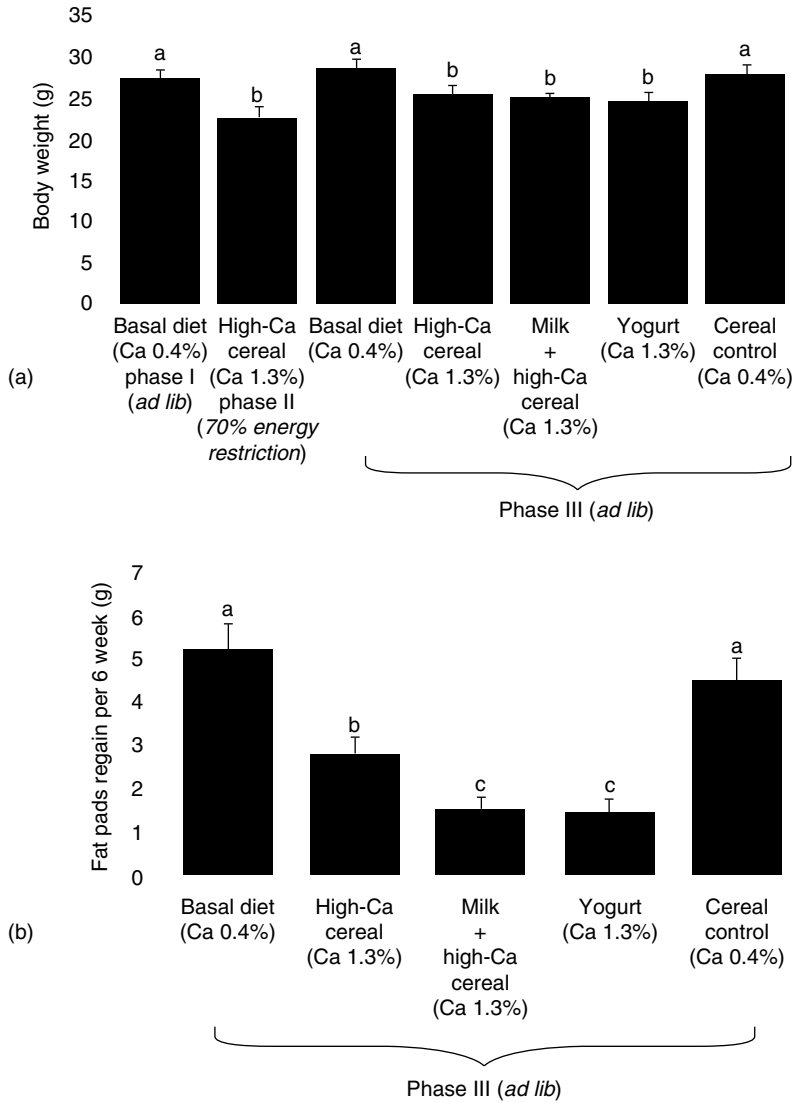 35
30
25
20
15
10
5
0
Body weight (g)
a
b
a
b
b
b
a
Basal diet
(Ca 0.4%)
phase I
(ad lib)
High-Ca
cereal
(Ca 1.3%)
phase II
(70% energy
restriction)
Basal diet
(Ca 0.4%)
High-Ca
cereal
(Ca 1.3%)
Milk
+
high-Ca
cereal
(Ca 1.3%)
Yogurt
(Ca 1.3%)
Cereal
control
(Ca 0.4%)
(a)
Phase III (ad lib)
7
6
5
4
3
2
1
0
Fat pads regain per 6 week (g)
a
b
c
c
a
Basal diet
(Ca 0.4%)
High-Ca
cereal
(Ca 1.3%)
Milk
+
high-Ca
cereal
(Ca 1.3%)
Yogurt
(Ca 1.3%)
Cereal
control
(Ca 0.4%)
(b)
Phase III (ad lib)